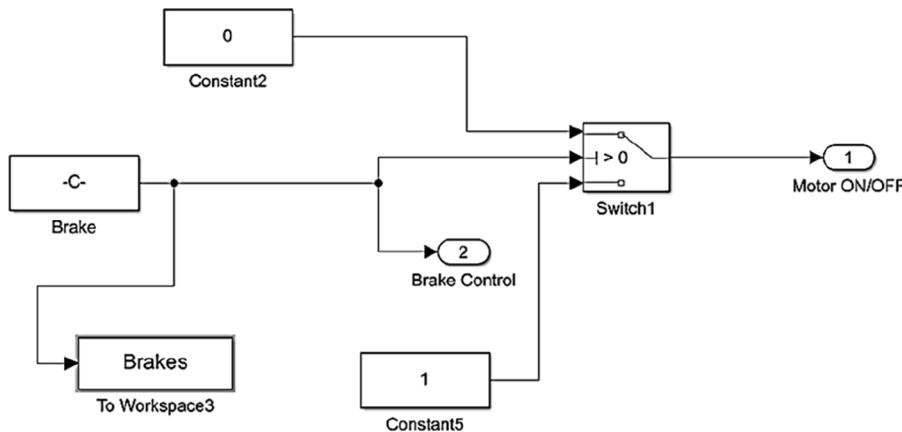 0
Constant2
-C-
Brake
> 0
Switch1
1
Motor ON/OFF
2
Brake Control
Brakes
To Workspace3
1
Constant5